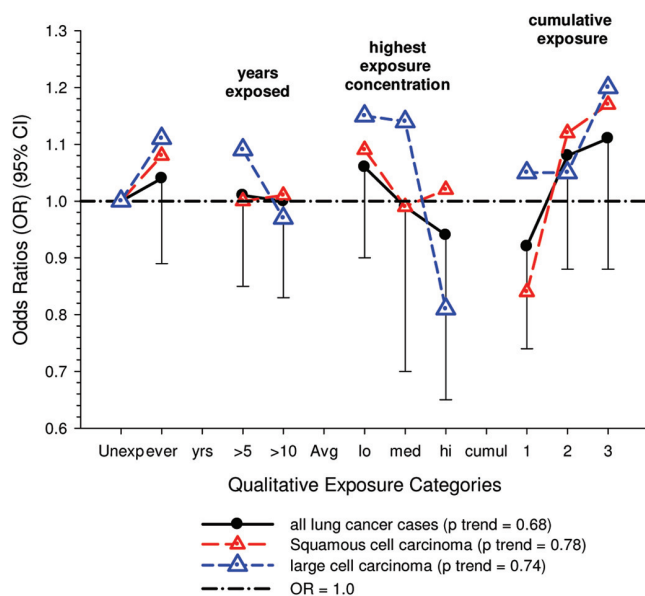 cumulative
exposure
highest
exposure
concentration
years
exposed
1.3
1.2
1.1
1.0
0.9
0.8
0.7
0.6
Odds Ratios (OR) (95% CI)
Unexp ever yrs >5 >10 Avg lo med hi cumul 1 2 3
Qualitative Exposure Categories
all lung cancer cases (p trend = 0.68)
Squamous cell carcinoma (p trend = 0.78)
large cell carcinoma (p trend = 0.74)
OR = 1.0